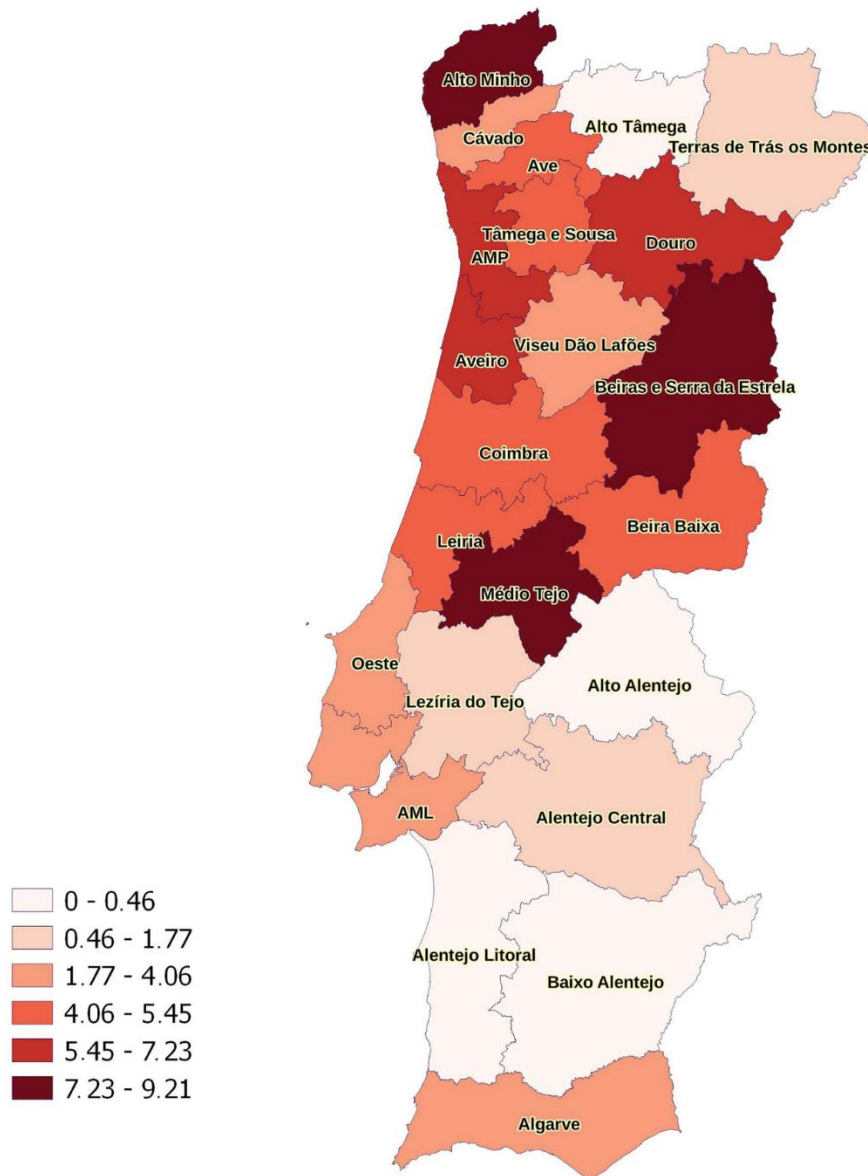 Alto Minho
Alto Tâmega
Cávado
Terras de Trás os Montes
Ave
Tâmega e Sousa
Douro
AMP
Viseu Dão Lafões
Aveiro
Beiras e Serra da Estrela
Coimbra
Beira Baixa
Leiria
Médio Tejo
Oeste
Alto Alentejo
Lezíria do Tejo
AML
Alentejo Central
0 - 0.46
0.46 - 1.77
Alentejo Litoral
1.77 - 4.06
Baixo Alentejo
4.06 - 5.45
5.45 - 7.23
7.23 - 9.21
Algarve